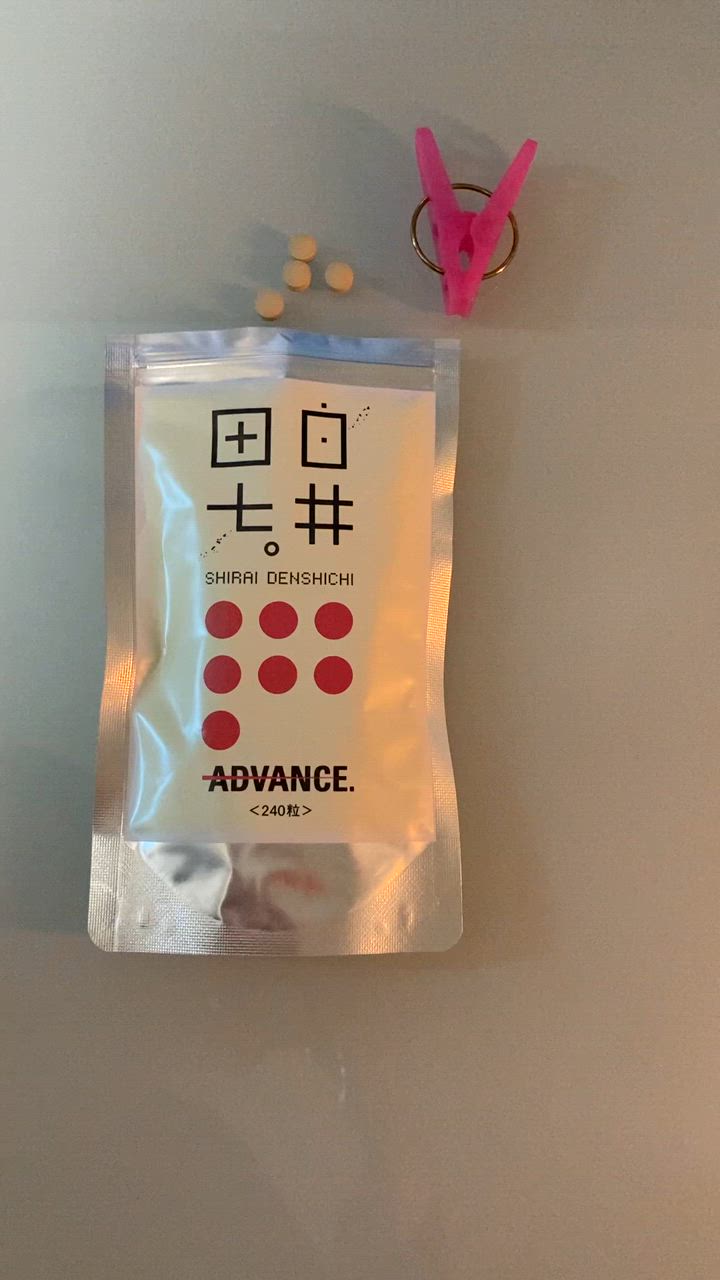 白井
田七。
SHIRAI DENSHICHI
ADVANCE.
<240粒>